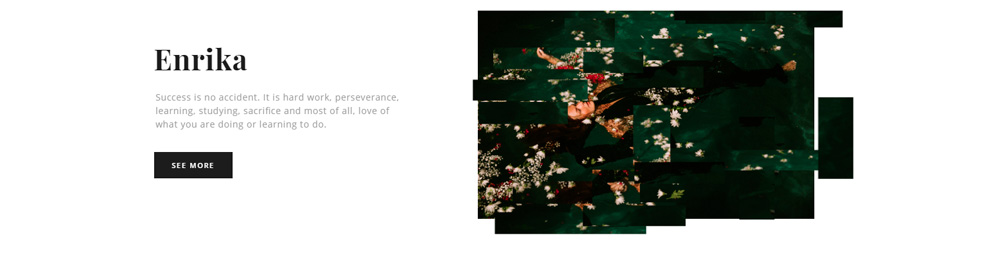 Enrika
Success is no accident. It is hard work, perseverance,
learning, studying, sacrifice and most of all, love of
what you are doing or learning to do.
SEE MORE